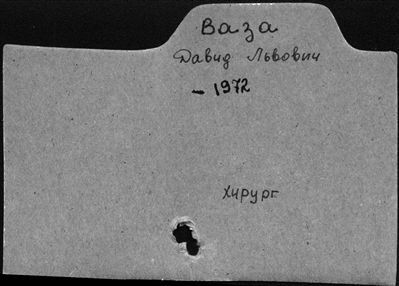 Ваза
Давид Львович
– 1972
хирург